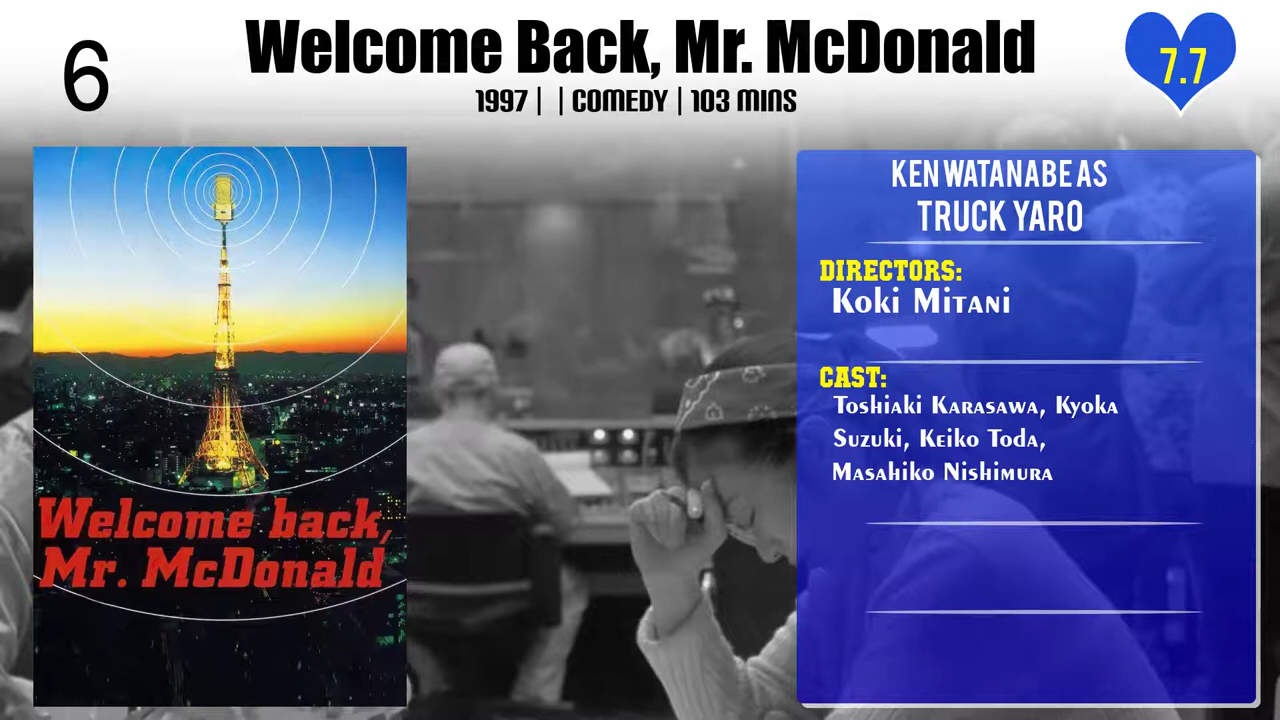 6
Welcome Back, Mr. McDonald
7.7
1997 | | COMEDY | 103 MINS
Welcome back,
Mr. McDonald
KEN WATANABE AS
TRUCK YARO
DIRECTORS:
Koki Mitani
CAST:
Toshiaki Karasawa, Kyoka
Suzuki, Keiko Toda,
Masahiko Nishimura